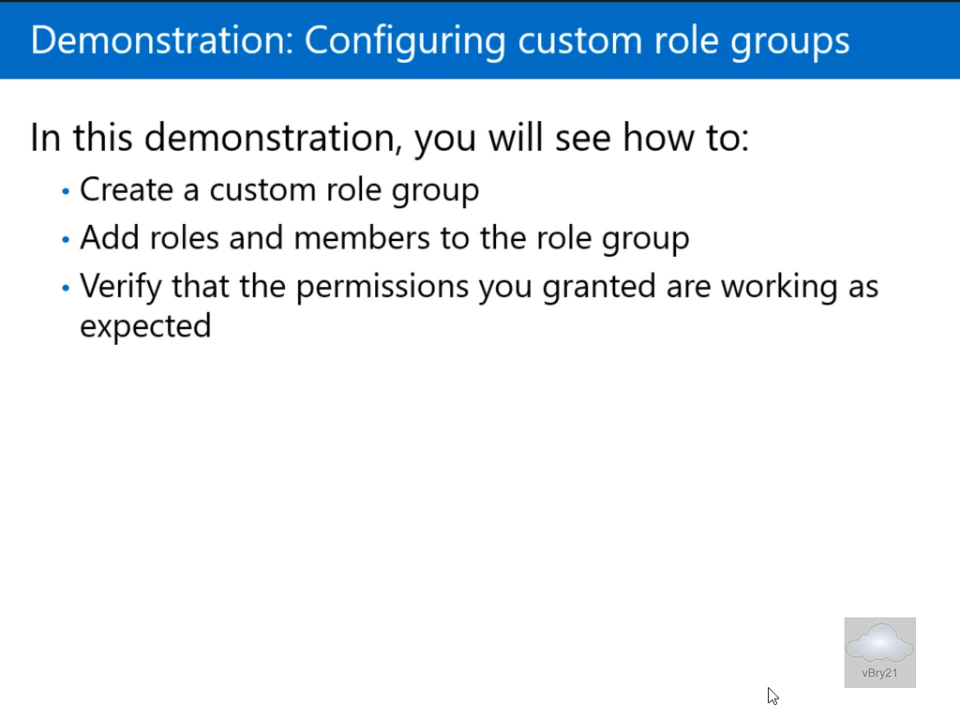 Demonstration: Configuring custom role groups
In this demonstration, you will see how to:
• Create a custom role group
• Add roles and members to the role group
• Verify that the permissions you granted are working as
expected
vBry21